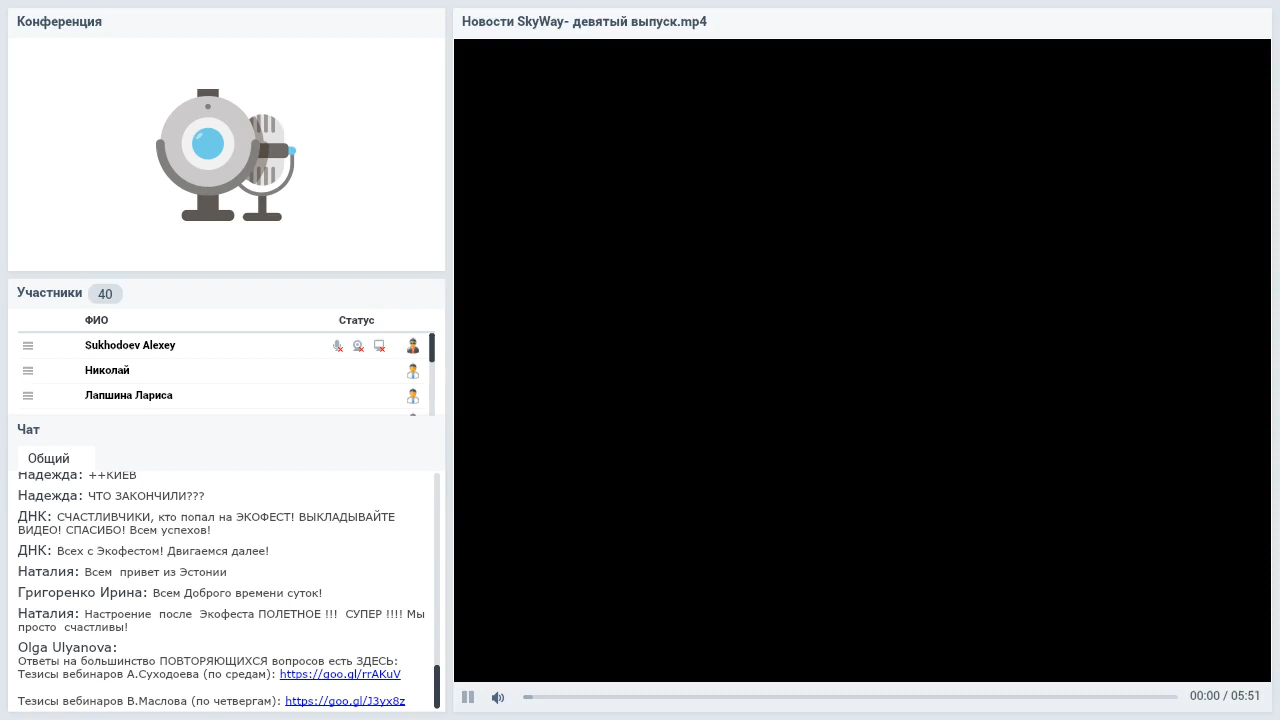 Конференция
Новости SkyWay- девятый выпуск.mp4
Участники 40
ФИО Статус
Sukhodoev Alexey
Николай
Лапшина Лариса
Чат
Общий
Надежда: ++КИЕВ
Надежда: ЧТО ЗАКОНЧИЛИ???
ДНК: СЧАСТЛИВЧИКИ, кто попал на ЭКОФЕСТ! ВЫКЛАДЫВАЙТЕ
ВИДЕО! СПАСИБО! Всем успехов!
ДНК: Всех с Экофестом! Двигаемся далее!
Наталия: Всем привет из Эстонии
Григоренко Ирина: Всем Доброго времени суток!
Наталия: Настроение после Экофеста ПОЛЕТНОЕ !!! СУПЕР !!!! Мы
просто счастливы!
Olga Ulyanova:
Ответы на большинство ПОВТОРЯЮЩИХСЯ вопросов есть ЗДЕСЬ:
Тезисы вебинаров А.Суходоева (по средам): https://goo.gl/rrAKuV
Тезисы вебинаров В.Маслова (по четвергам): https://goo.gl/J3yx8z
00:00 / 05:51